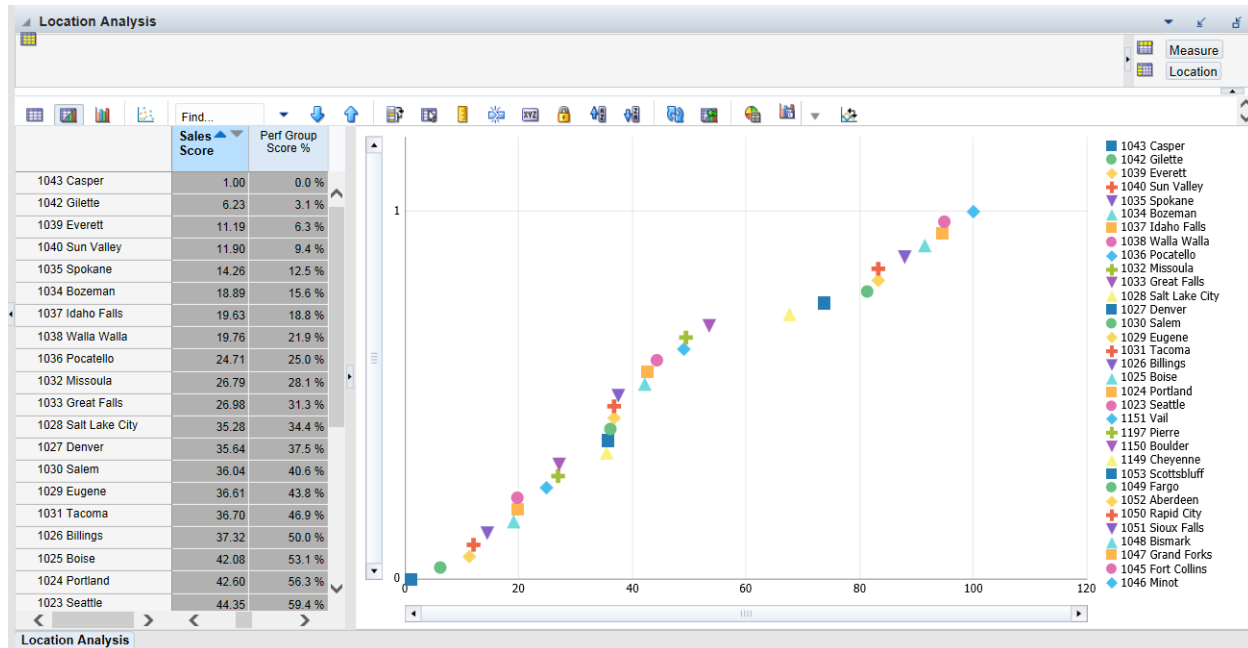 Location Analysis
Measure
Location
Find...
Sales Score
Perf Group Score %
1043 Casper 1.00 0.0 %
1042 Gilette 6.23 3.1 %
1039 Everett 11.19 6.3 %
1040 Sun Valley 11.90 9.4 %
1035 Spokane 14.26 12.5 %
1034 Bozeman 18.89 15.6 %
1037 Idaho Falls 19.63 18.8 %
1038 Walla Walla 19.76 21.9 %
1036 Pocatello 24.71 25.0 %
1032 Missoula 26.79 28.1 %
1033 Great Falls 26.98 31.3 %
1028 Salt Lake City 35.28 34.4 %
1027 Denver 35.64 37.5 %
1030 Salem 36.04 40.6 %
1029 Eugene 36.61 43.8 %
1031 Tacoma 36.70 46.9 %
1026 Billings 37.32 50.0 %
1025 Boise 42.08 53.1 %
1024 Portland 42.60 56.3 %
1023 Seattle 44.35 59.4 %
1
0
0 20 40 60 80 100 120
1043 Casper
1042 Gilette
1039 Everett
1040 Sun Valley
1035 Spokane
1034 Bozeman
1037 Idaho Falls
1038 Walla Walla
1036 Pocatello
1032 Missoula
1033 Great Falls
1028 Salt Lake City
1027 Denver
1030 Salem
1029 Eugene
1031 Tacoma
1026 Billings
1025 Boise
1024 Portland
1023 Seattle
1151 Vail
1197 Pierre
1150 Boulder
1149 Cheyenne
1053 Scottsbluff
1049 Fargo
1052 Aberdeen
1050 Rapid City
1051 Sioux Falls
1048 Bismark
1047 Grand Forks
1045 Fort Collins
1046 Minot
Location Analysis